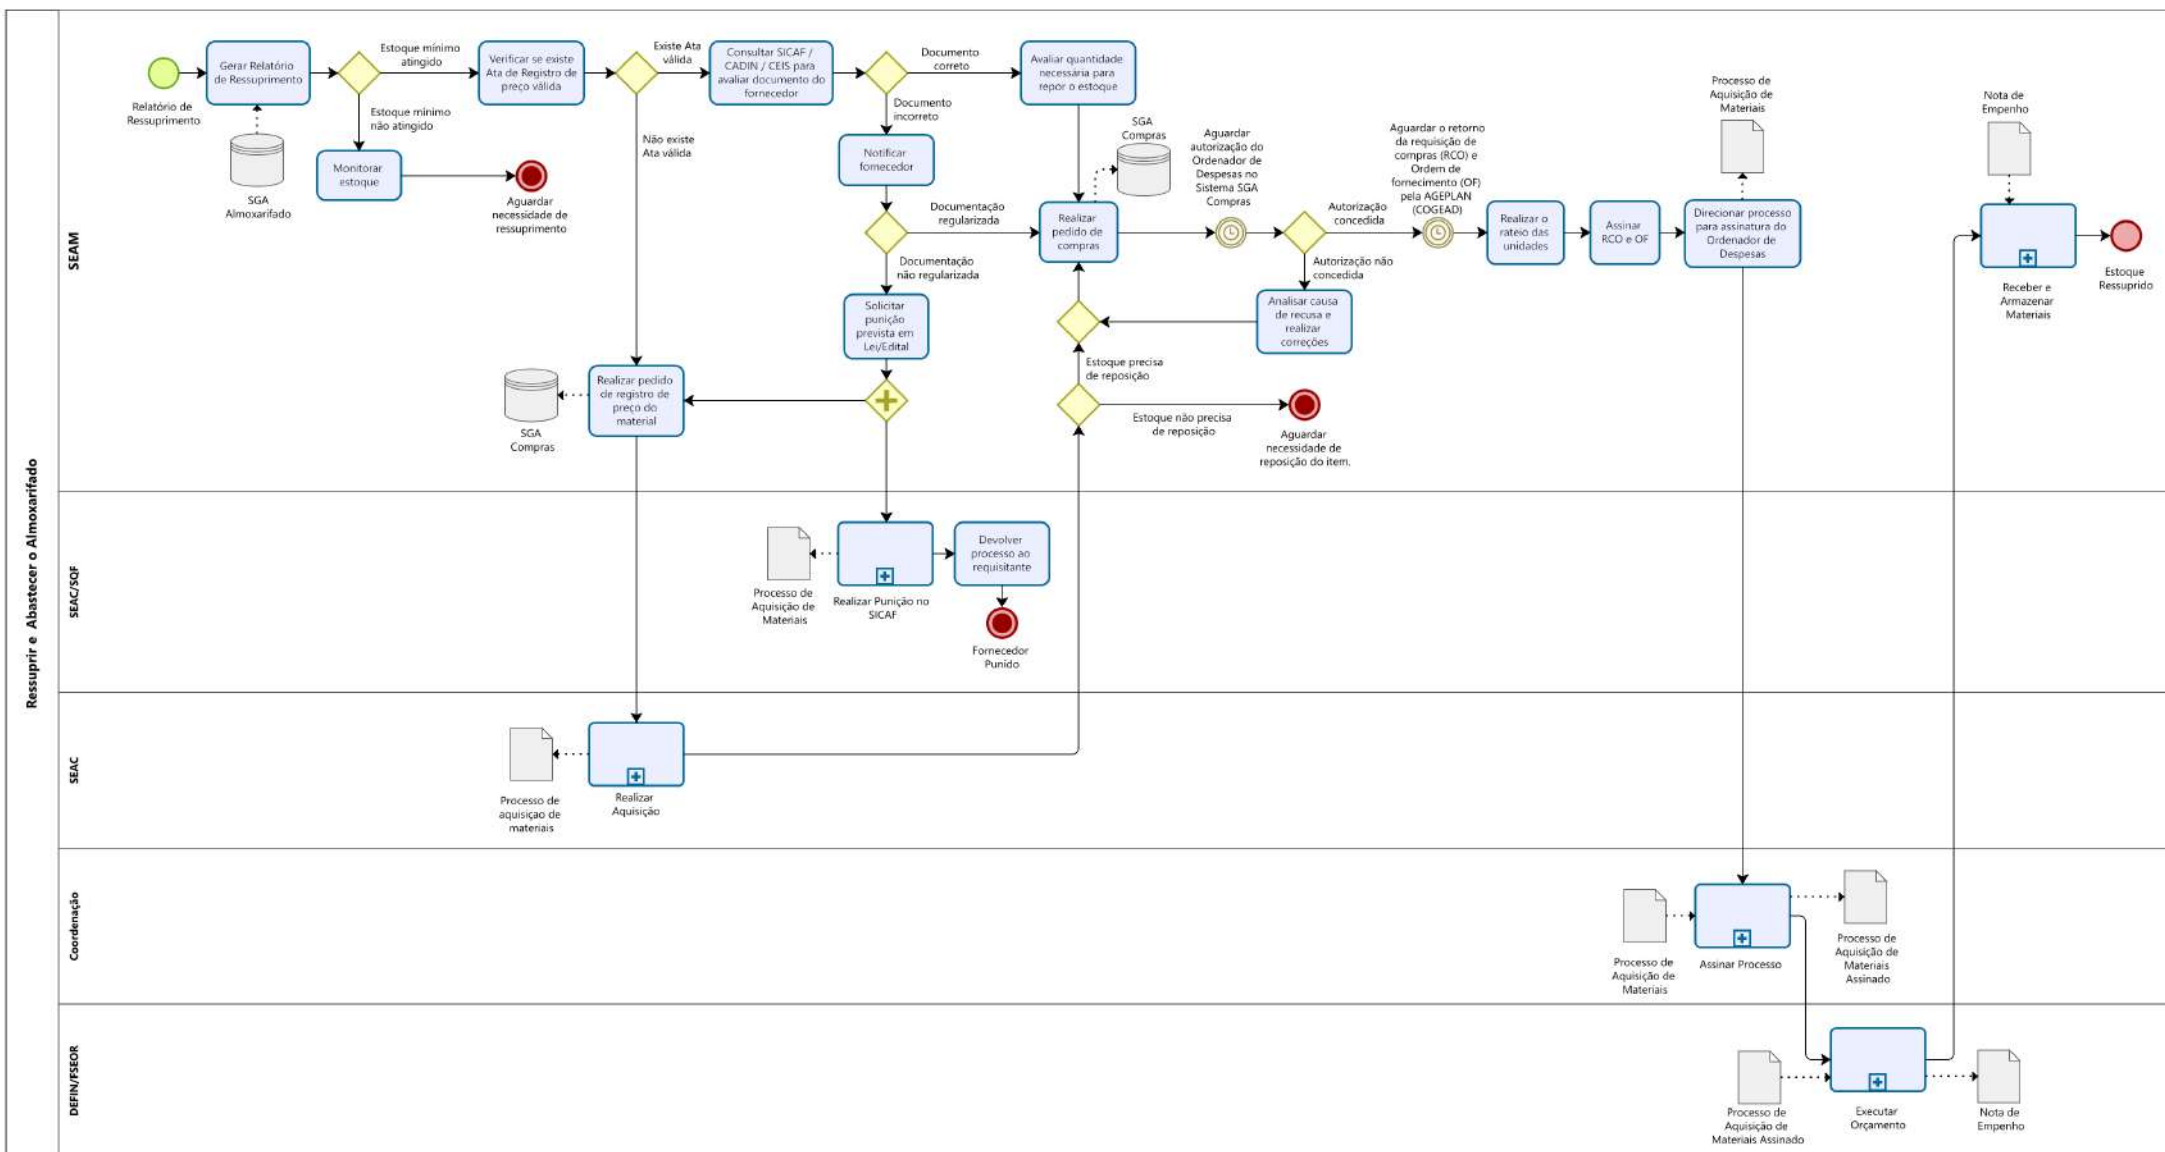 Ressuprir e Abastecer o Almoxarifado
SEAM
Relatório de
Ressuprimento
Gerar Relatório
de Ressuprimento
SGA
Almoxarifado
Estoque mínimo
atingido
Estoque mínimo
não atingido
Monitorar
estoque
Aguardar
necessidade de
ressuprimento
Verificar se existe
Ata de Registro de
preço válida
Existe Ata
válida
Não existe
Ata válida
Consultar SICAF /
CADIN / CEIS para
avaliar documento do
fornecedor
Documento
correto
Documento
incorreto
Notificar
fornecedor
Documentação
regularizada
Documentação
não regularizada
Solicitar
punição
prevista em
Lei/Edital
Realizar pedido
de registro de
preço do
material
SGA
Compras
Avaliar quantidade
necessária para
repor o estoque
SGA
Compras
Realizar
pedido de
compras
Aguardar
autorização do
Ordenador de
Despesas no
Sistema SGA
Compras
Autorização
concedida
Autorização não
concedida
Analisar causa
de recusa e
realizar
correções
Estoque precisa
de reposição
Estoque não precisa
de reposição
Aguardar
necessidade de
reposição do item.
Aguardar o retorno
da requisição de
compras (RCO) e
Ordem de
fornecimento (OF)
pela AGEPLAN
(COGEAD)
Realizar o
rateio das
unidades
Assinar
RCO e OF
Processo de
Aquisição de
Materiais
Direcionar processo
para assinatura do
Ordenador de
Despesas
Nota de
Empenho
Receber e
Armazenar
Materiais
Estoque
Ressuprido
SEAC/SQF
Processo de
Aquisição de
Materiais
Realizar Punição no
SICAF
Devolver
processo ao
requisitante
Fornecedor
Punido
SEAC
Processo de
aquisiçao de
materiais
Realizar
Aquisição
Coordenação
Processo de
Aquisição de
Materiais
Assinar Processo
Processo de
Aquisição de
Materiais
Assinado
DEFIN/FSEOR
Processo de
Aquisição de
Materiais Assinado
Executar
Orçamento
Nota de
Empenho